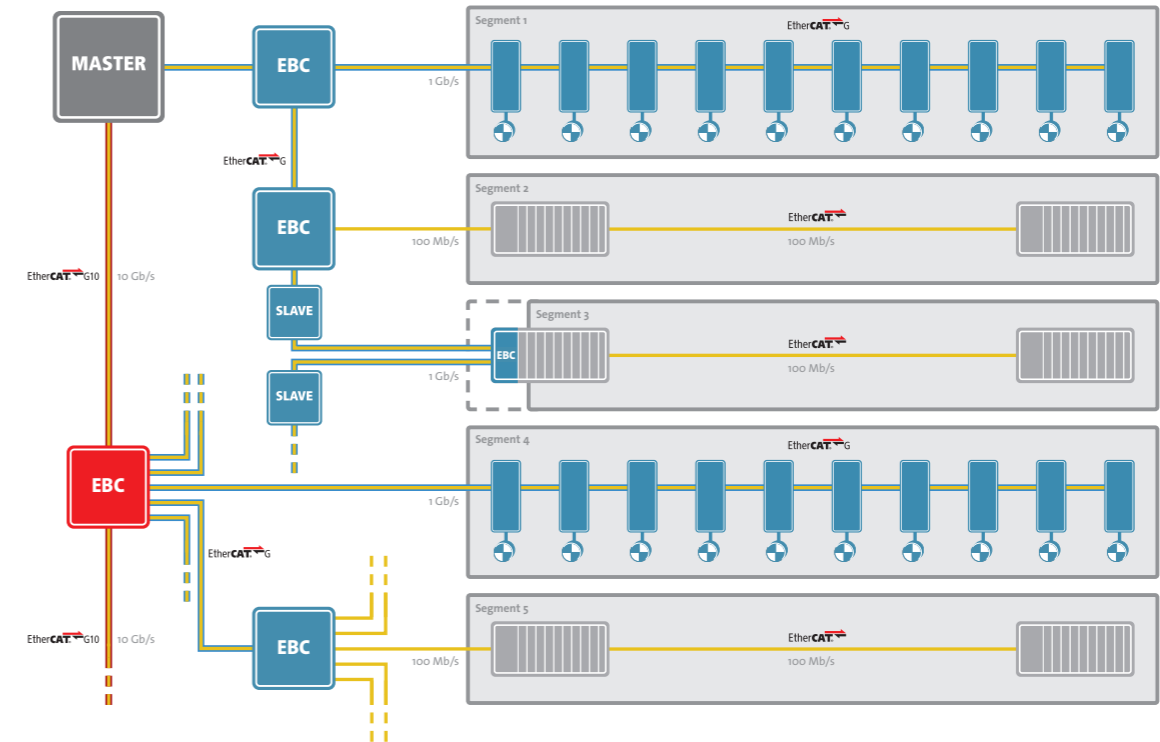 MASTER
EBC
Segment 1
EtherCAT. G
1 Gb/s
EtherCAT. G
EBC
100 Mb/s
Segment 2
EtherCAT.
100 Mb/s
EtherCAT. G10
10 Gb/s
SLAVE
EBC
Segment 3
EtherCAT.
100 Mb/s
1 Gb/s
SLAVE
EBC
Segment 4
EtherCAT. G
1 Gb/s
EtherCAT. G
EtherCAT. G10
10 Gb/s
EBC
100 Mb/s
Segment 5
EtherCAT.
100 Mb/s